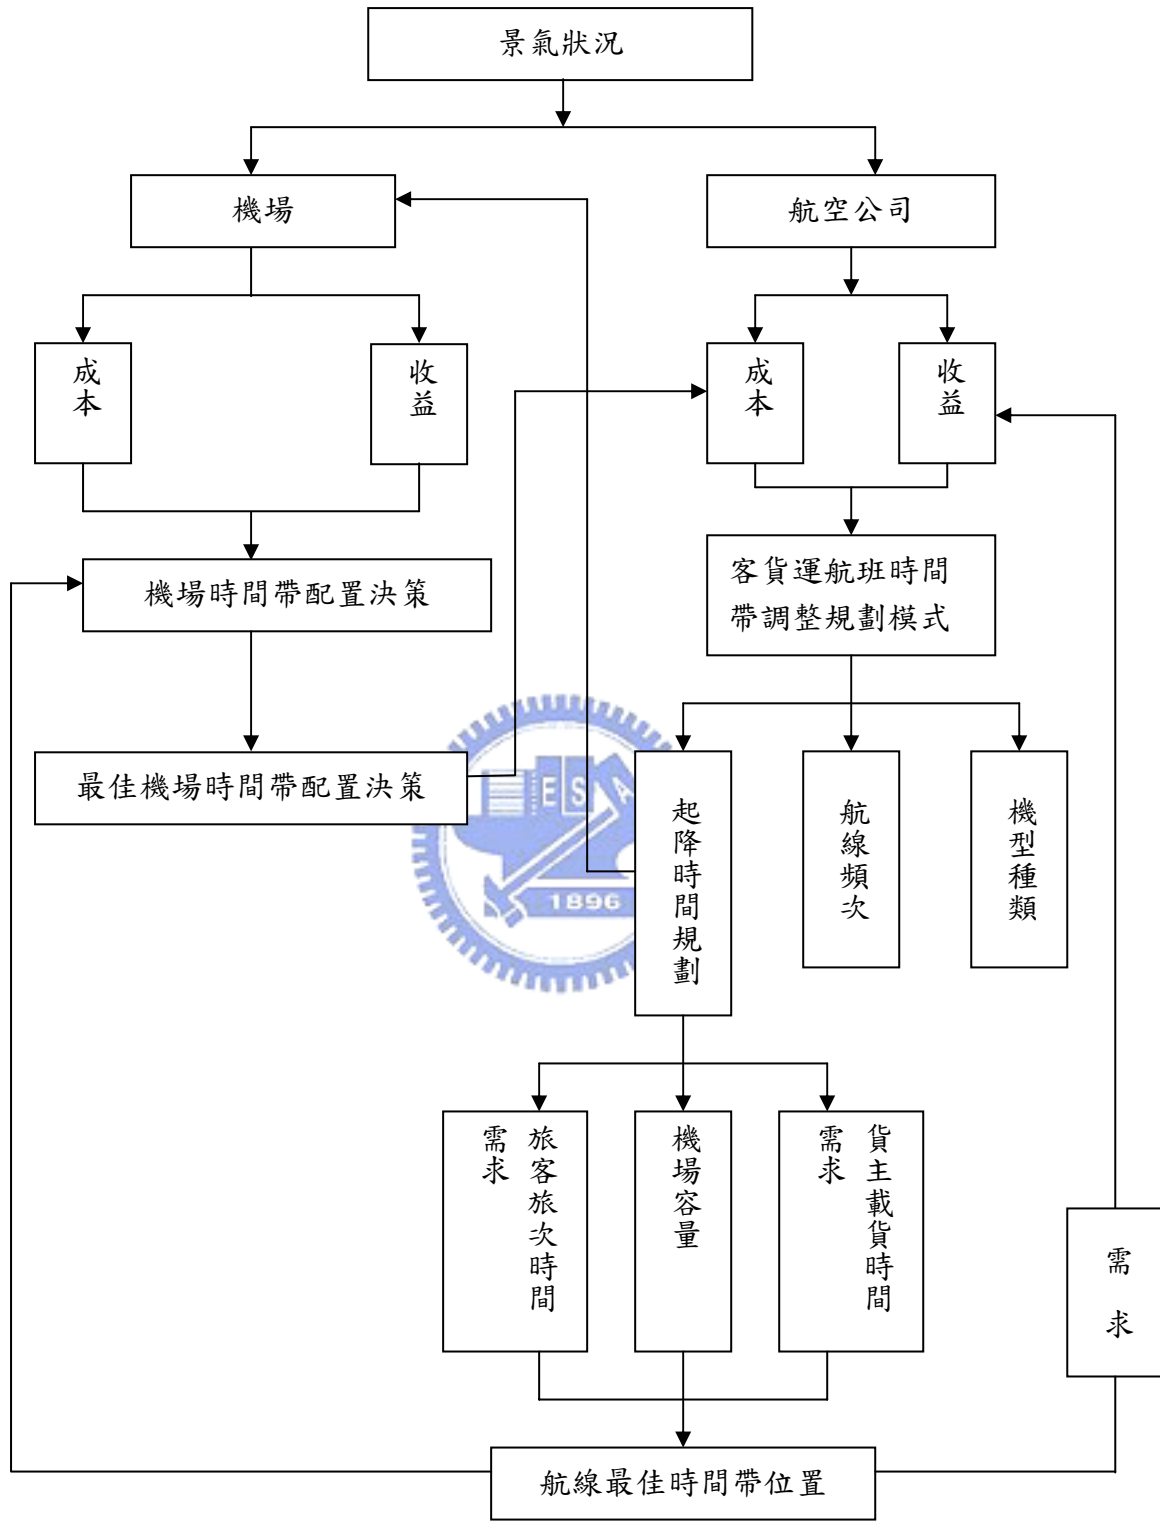 景氣狀況
機場
航空公司
成本
收益
成本
收益
機場時間帶配置決策
客貨運航班時間
帶調整規劃模式
最佳機場時間帶配置決策
起降時間規劃
航線頻次
機型種類
ES
A
1896
旅客旅次時間
需求
機場容量
貨主載貨時間
需求
需求
航線最佳時間帶位置